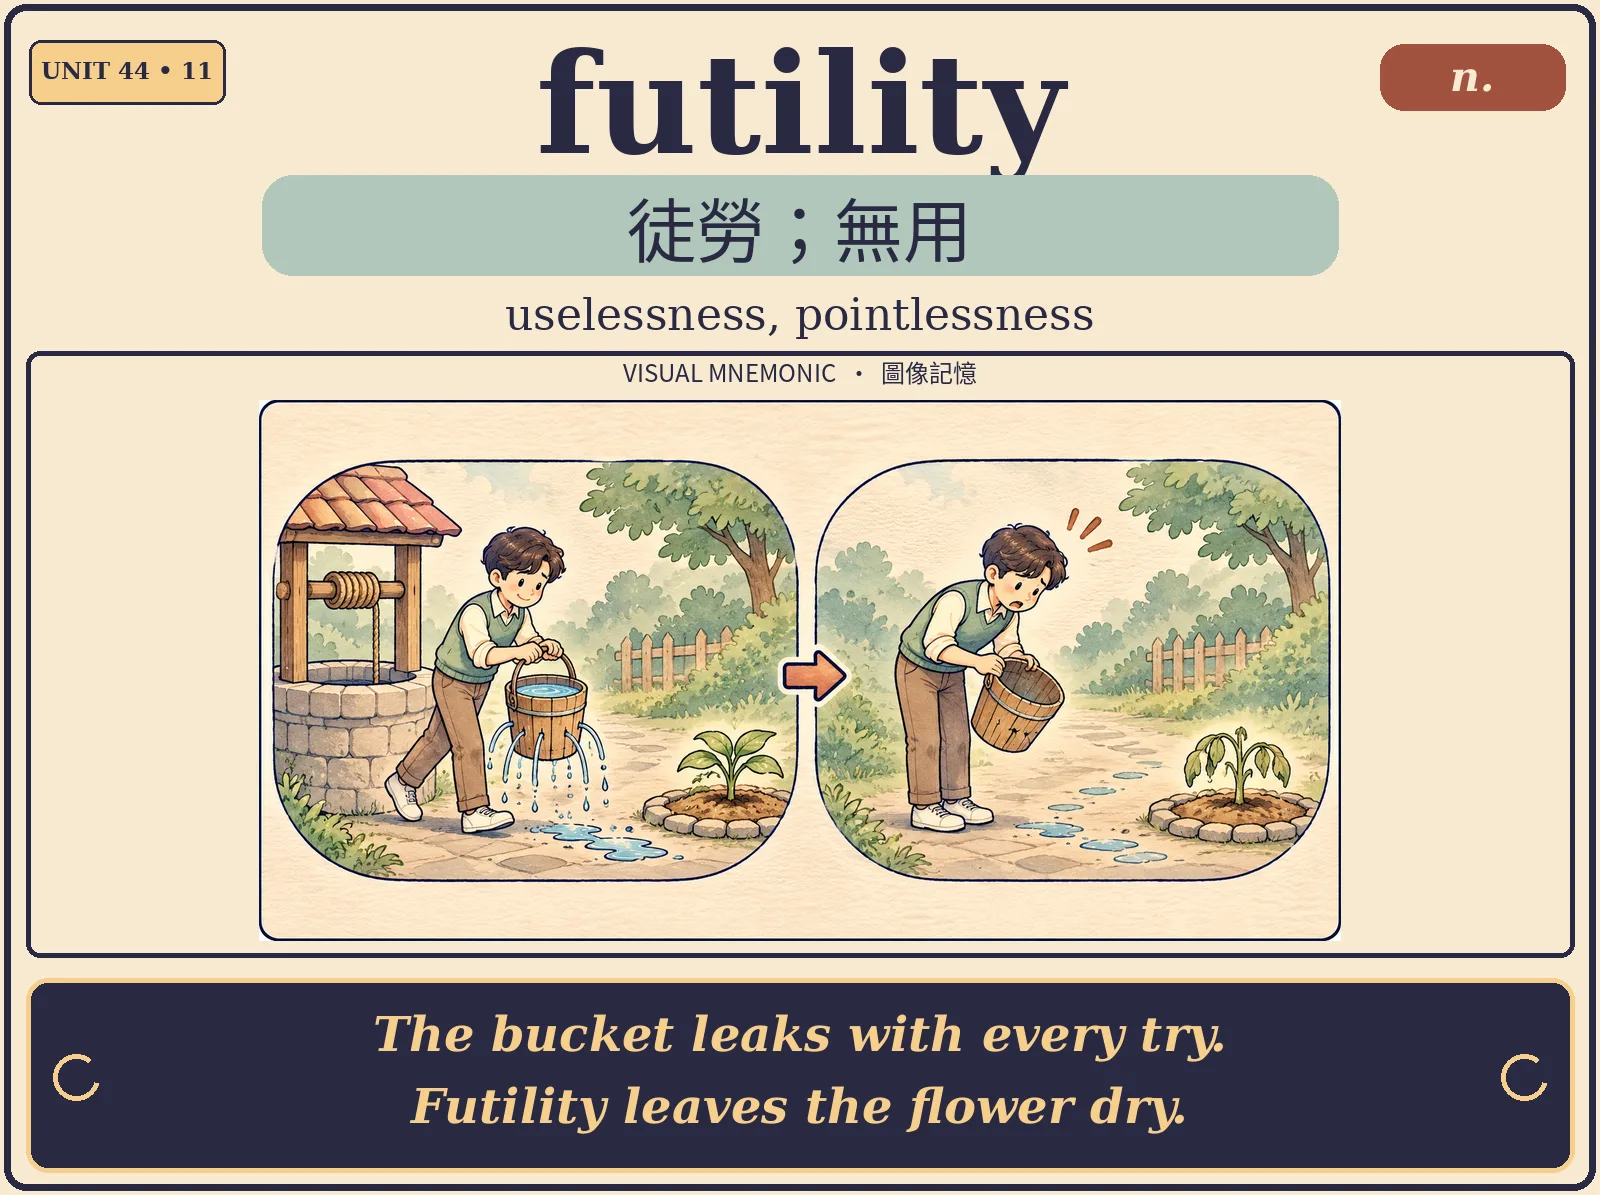 UNIT 44 • 11
futility
n.
徒勞；無用
uselessness, pointlessness
VISUAL MNEMONIC • 圖像記憶
The bucket leaks with every try.
Futility leaves the flower dry.